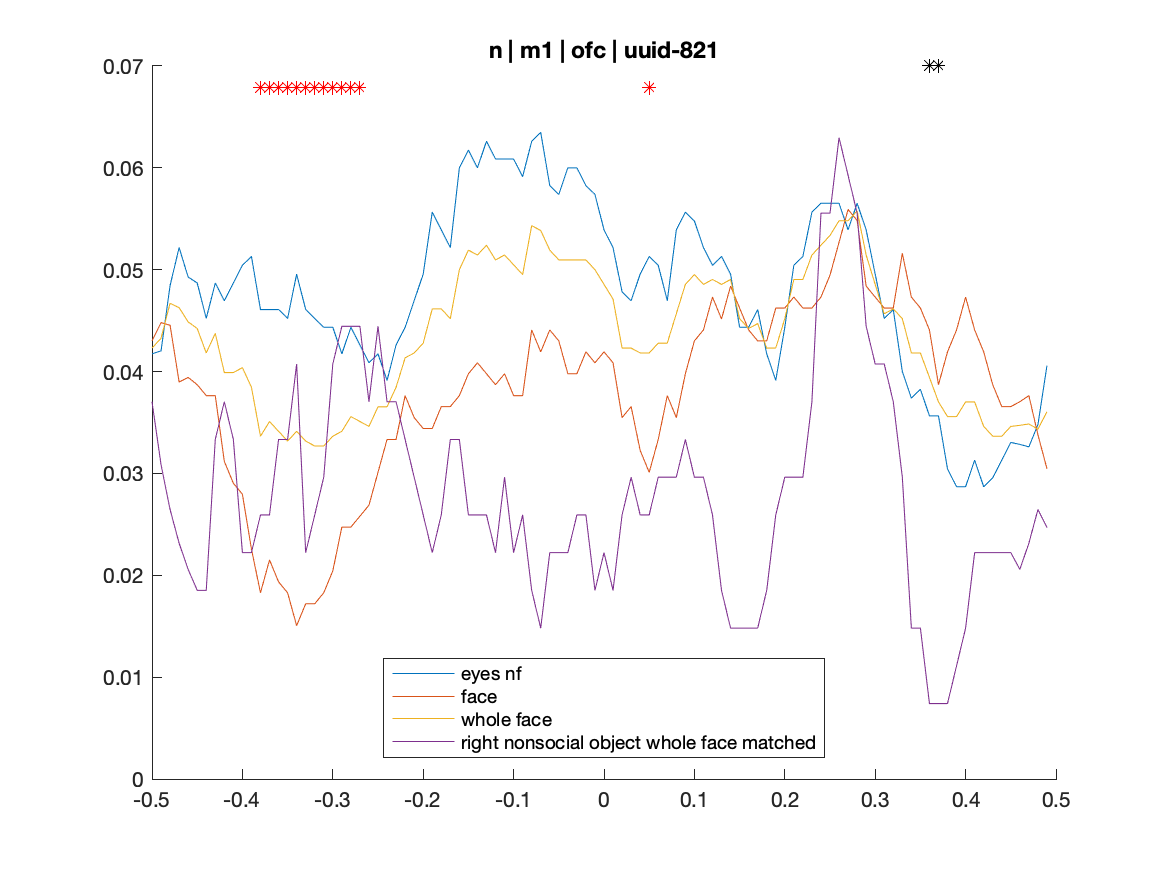 n | m1 | ofc | uuid-821
0.07
0.06
0.05
0.04
0.03
0.02
0.01
0
eyes nf
face
whole face
right nonsocial object whole face matched
-0.5 -0.4 -0.3 -0.2 -0.1 0 0.1 0.2 0.3 0.4 0.5